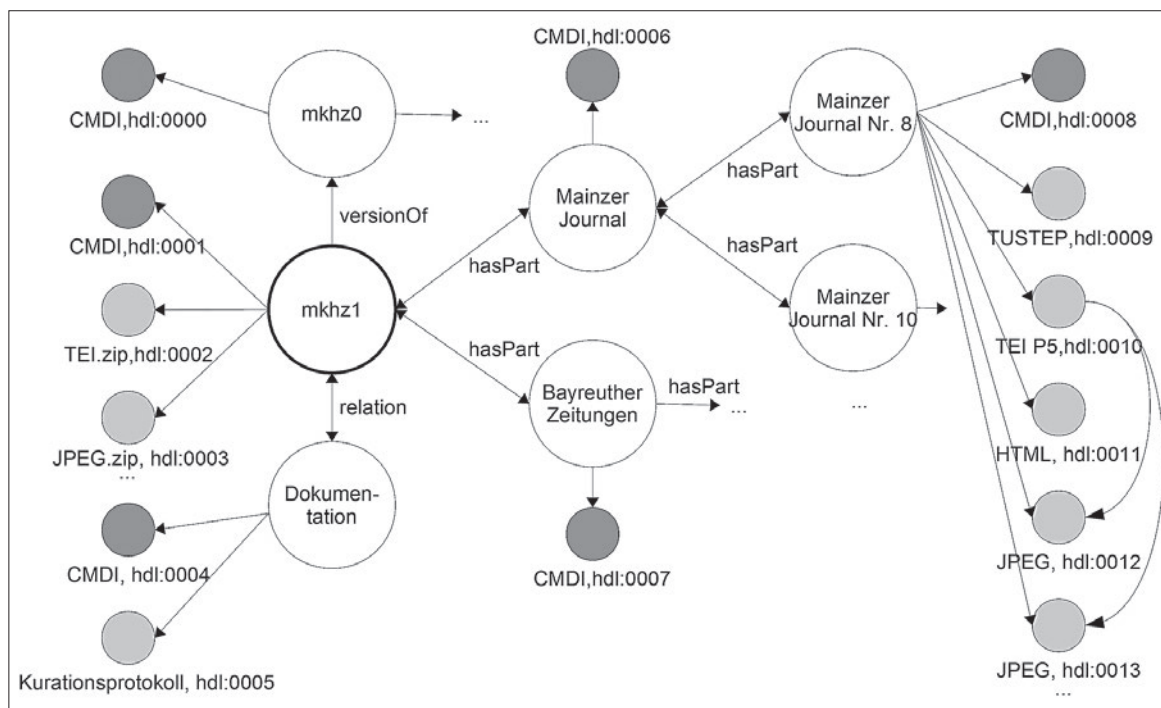 CMDI,hdl:0006
mkhz0
...
CMDI,hdl:0000
Mainzer
Journal Nr. 8
CMDI,hdl:0008
hasPart
Mainzer
Journal
versionOf
CMDI,hdl:0001
TUSTEP,hdl:0009
hasPart
hasPart
mkhz1
Mainzer
Journal Nr. 10
TEI.zip,hdl:0002
TEI P5,hdl:0010
hasPart
Bayreuther
Zeitungen
hasPart
...
...
relation
JPEG.zip, hdl:0003
...
HTML, hdl:0011
Dokumen-
tation
CMDI, hdl:0004
CMDI,hdl:0007
JPEG, hdl:0012
Kurationsprotokoll, hdl:0005
JPEG, hdl:0013
...